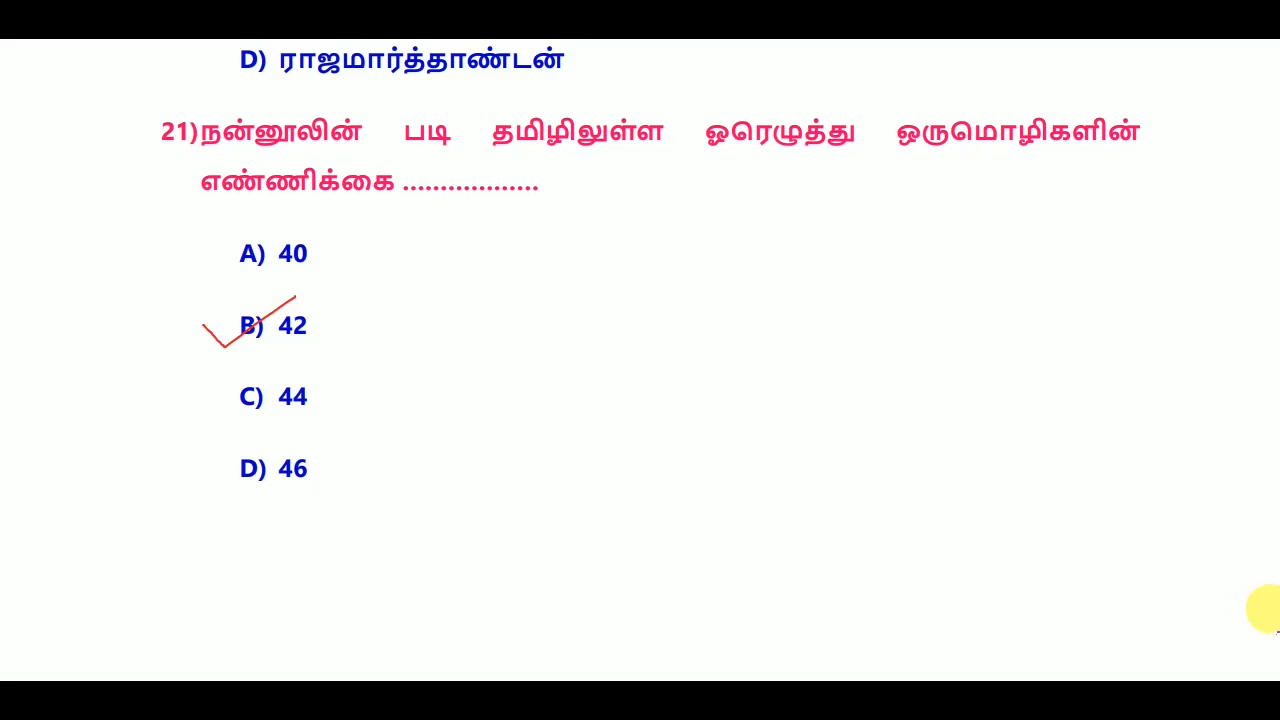 D) ராஜமார்த்தாண்டன்
21)நன்னூலின் படி தமிழிலுள்ள ஓரெழுத்து ஒருமொழிகளின்
எண்ணிக்கை ..................
A) 40
B) 42
C) 44
D) 46